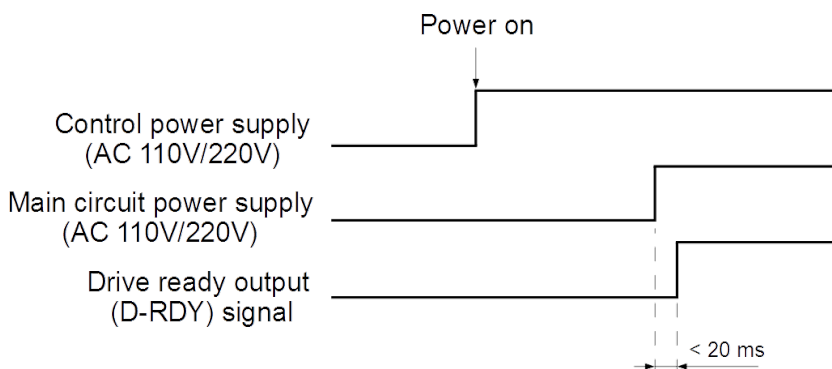 Power on
Control power supply
(AC 110V/220V)
Main circuit power supply
(AC 110V/220V)
Drive ready output
(D-RDY) signal
< 20 ms